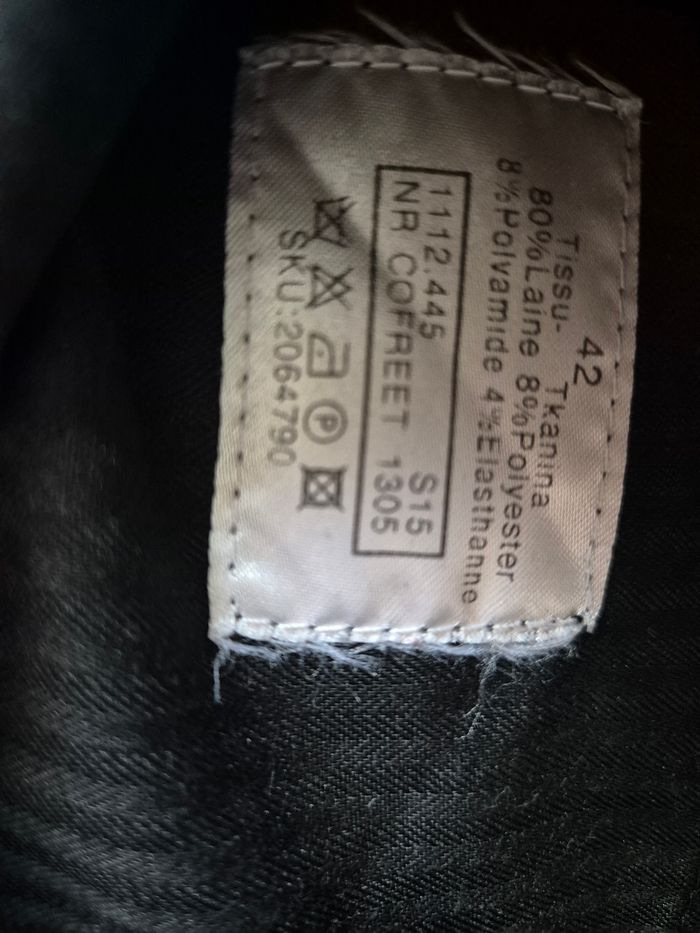 42
Tissu- Tkanina
80%Laine 8%Polyester
8%Polyamide 4%Elasthanne
1112.445 S15
NR COFREET 1305
P
SKU:2064790